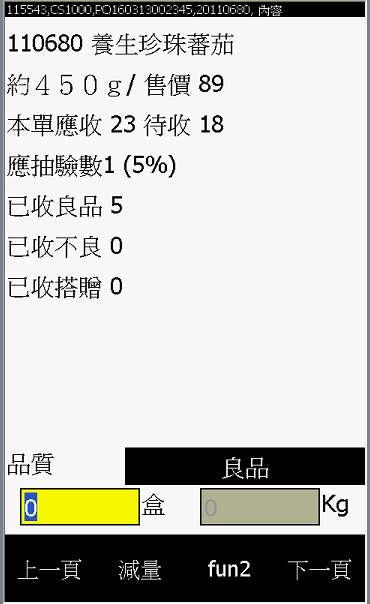 115543,CS1000,PO160313002345,20110680, 內容
110680 養生珍珠蕃茄
約４５０ｇ/ 售價 89
本單應收 23 待收 18
應抽驗數1 (5%)
已收良品 5
已收不良 0
已收搭贈 0
品質 良品
0 盒 0 Kg
上一頁 減量 fun2 下一頁